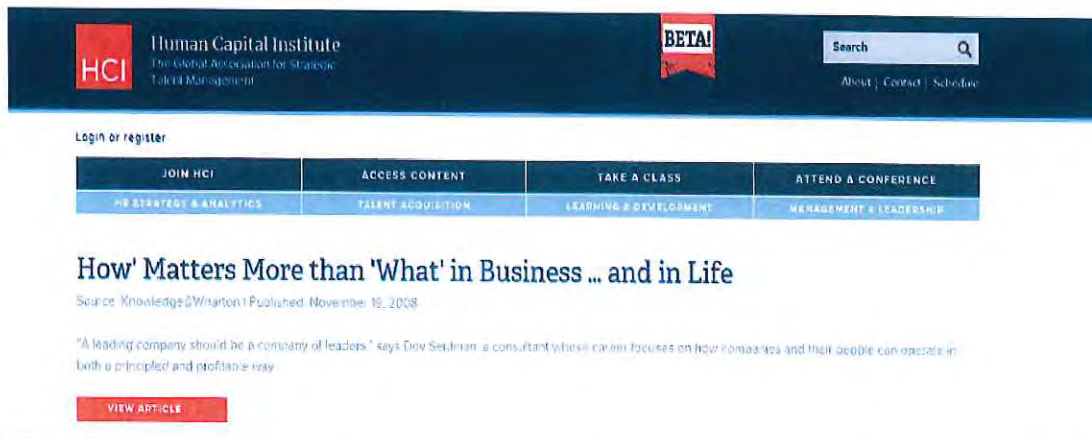 HCI
Human Capital Institute
The Global Association for Strategic
Talent Management
BETA!
Search
About | Contact | Schedule
Login or register
JOIN HCI
ACCESS CONTENT
TAKE A CLASS
ATTEND A CONFERENCE
HR STRATEGY & ANALYTICS
TALENT ACQUISITION
LEARNING & DEVELOPMENT
MANAGEMENT & LEADERSHIP
How' Matters More than 'What' in Business ... and in Life
Source: Knowledge@Wharton | Published: November 19, 2008
"A leading company should be a company of leaders," says Dov Seidman, a consultant whose career focuses on how companies and their people can operate in
both a principled and profitable way.
VIEW ARTICLE